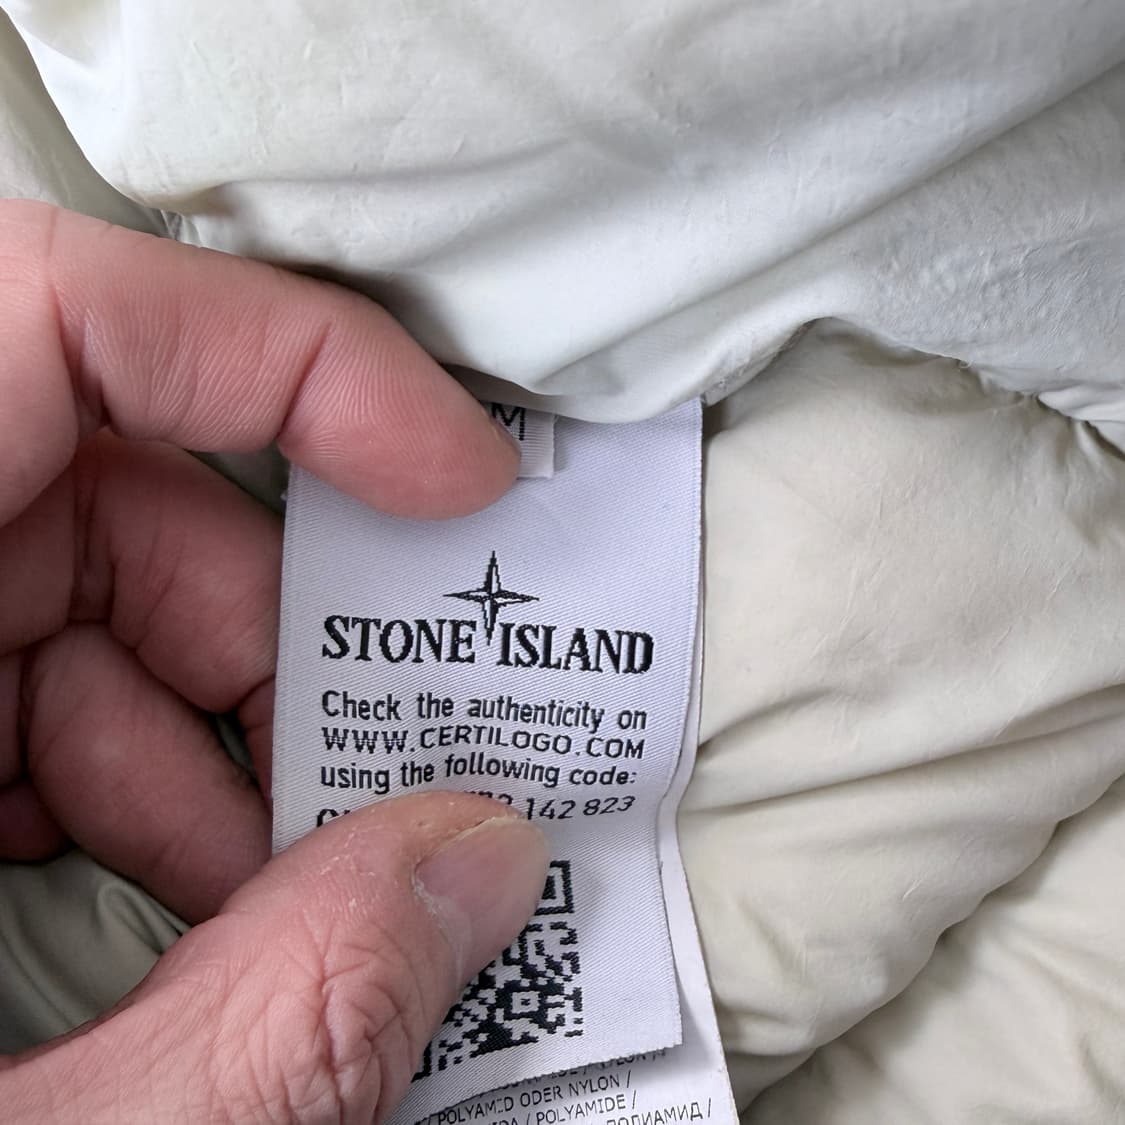 M
STONE ISLAND
Check the authenticity on
WWW.CERTILOGO.COM
using the following code:
142 823
POLYAMID ODER NYLON /
/ POLYAMIDE /
ПОЛИАМИД /